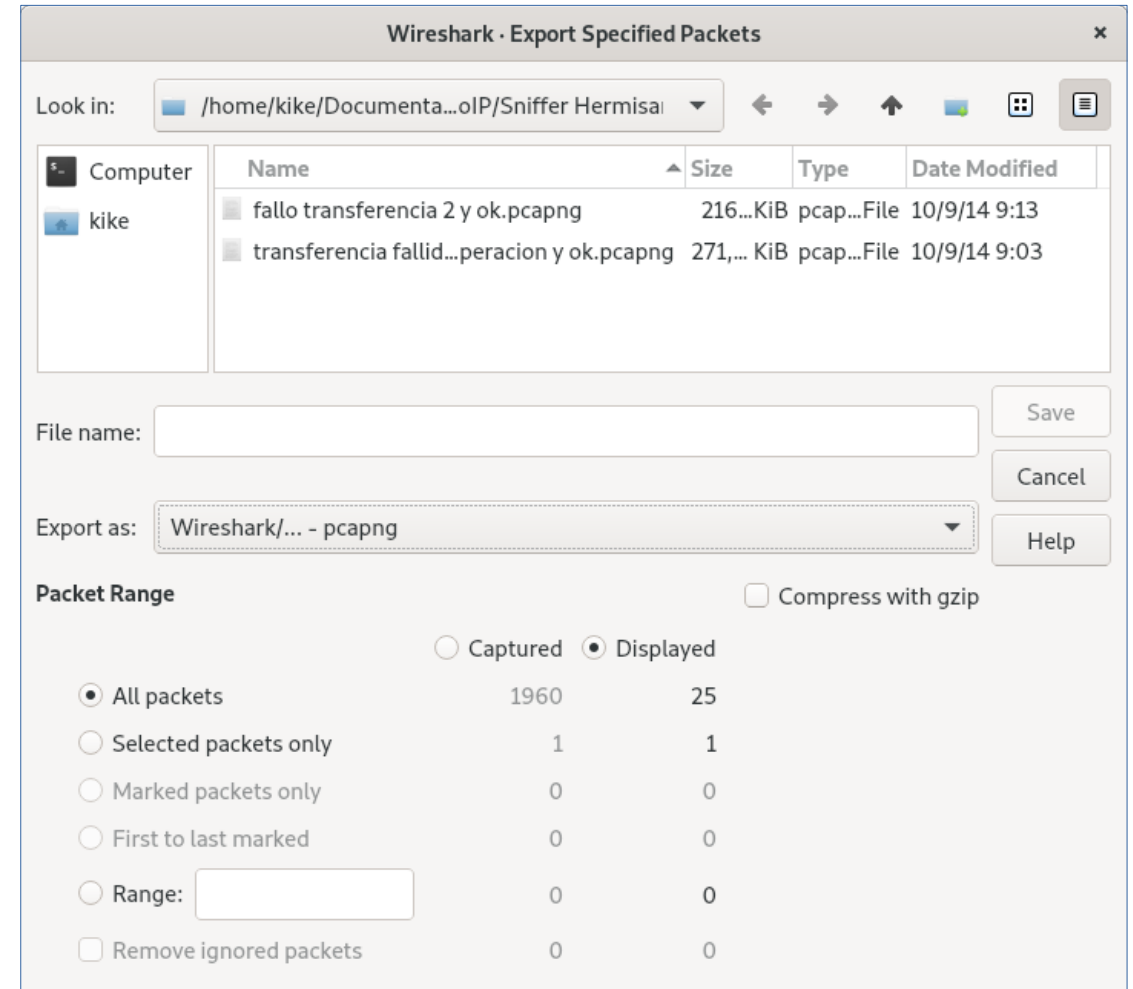 Wireshark · Export Specified Packets ×
Look in: /home/kike/Documenta...oIP/Sniffer Hermisa
Computer
kike
Name Size Type Date Modified
fallo transferencia 2 y ok.pcapng 216...KiB pcap...File 10/9/14 9:13
transferencia fallid...peracion y ok.pcapng 271,... KiB pcap...File 10/9/14 9:03
File name:
Save
Cancel
Export as: Wireshark/... - pcapng
Help
Packet Range
Compress with gzip
Captured Displayed
All packets 1960 25
Selected packets only 1 1
Marked packets only 0 0
First to last marked 0 0
Range: 0 0
Remove ignored packets 0 0